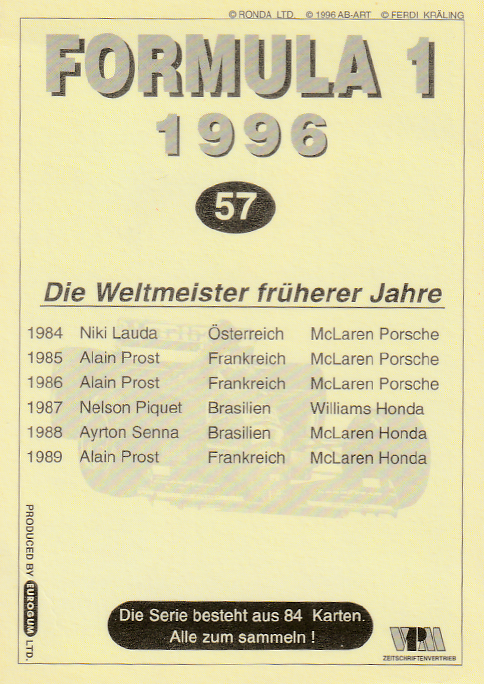 © RONDA LTD. © 1996 AB-ART © FERDI KRÄLING
FORMULA 1
1996
57
Die Weltmeister früherer Jahre
1984 Niki Lauda Österreich McLaren Porsche
1985 Alain Prost Frankreich McLaren Porsche
1986 Alain Prost Frankreich McLaren Porsche
1987 Nelson Piquet Brasilien Williams Honda
1988 Ayrton Senna Brasilien McLaren Honda
1989 Alain Prost Frankreich McLaren Honda
PRODUCED BY EUROGUM LTD.
Die Serie besteht aus 84 Karten.
Alle zum sammeln !
VPM
ZEITSCHRIFTENVERTRIEB